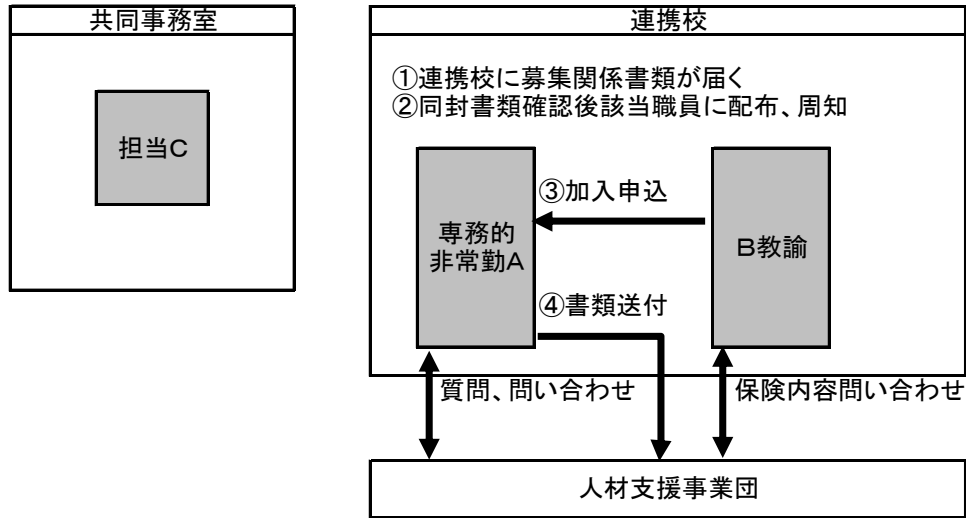 共同事務室
担当C
連携校
①連携校に募集関係書類が届く
②同封書類確認後該当職員に配布、周知
③加入申込
専務的
非常勤A
B教諭
④書類送付
質問、問い合わせ
保険内容問い合わせ
人材支援事業団